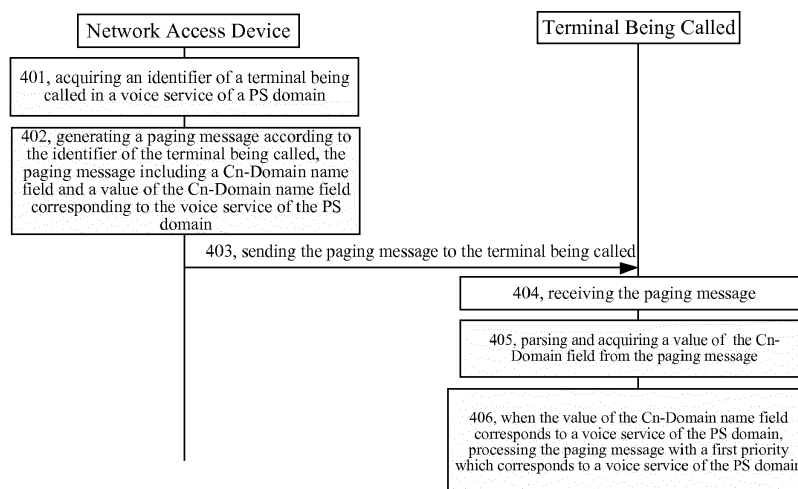 Network Access Device
Terminal Being Called
401, acquiring an identifier of a terminal being
called in a voice service of a PS domain
402, generating a paging message according to
the identifier of the terminal being called, the
paging message including a Cn-Domain name
field and a value of the Cn-Domain name field
corresponding to the voice service of the PS
domain
403, sending the paging message to the terminal being called
404, receiving the paging message
405, parsing and acquiring a value of the Cn-
Domain field from the paging message
406, when the value of the Cn-Domain name field
corresponds to a voice service of the PS domain,
processing the paging message with a first priority
which corresponds to a voice service of the PS domain